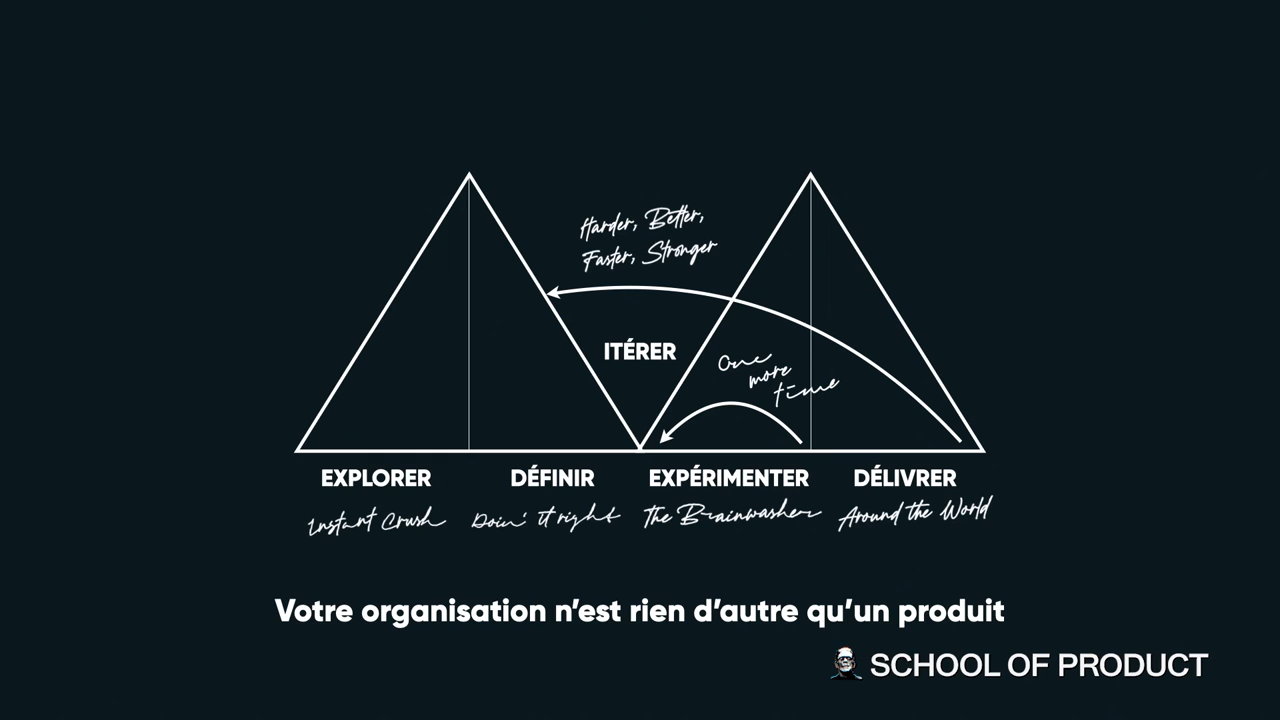 Harder, Better,
Faster, Stronger
ITÉRER
One
more
time
EXPLORER
DÉFINIR
EXPÉRIMENTER
DÉLIVRER
Instant Crush
Doin' it right
The Brainwasher
Around the World
Votre organisation n'est rien d'autre qu'un produit
SCHOOL OF PRODUCT